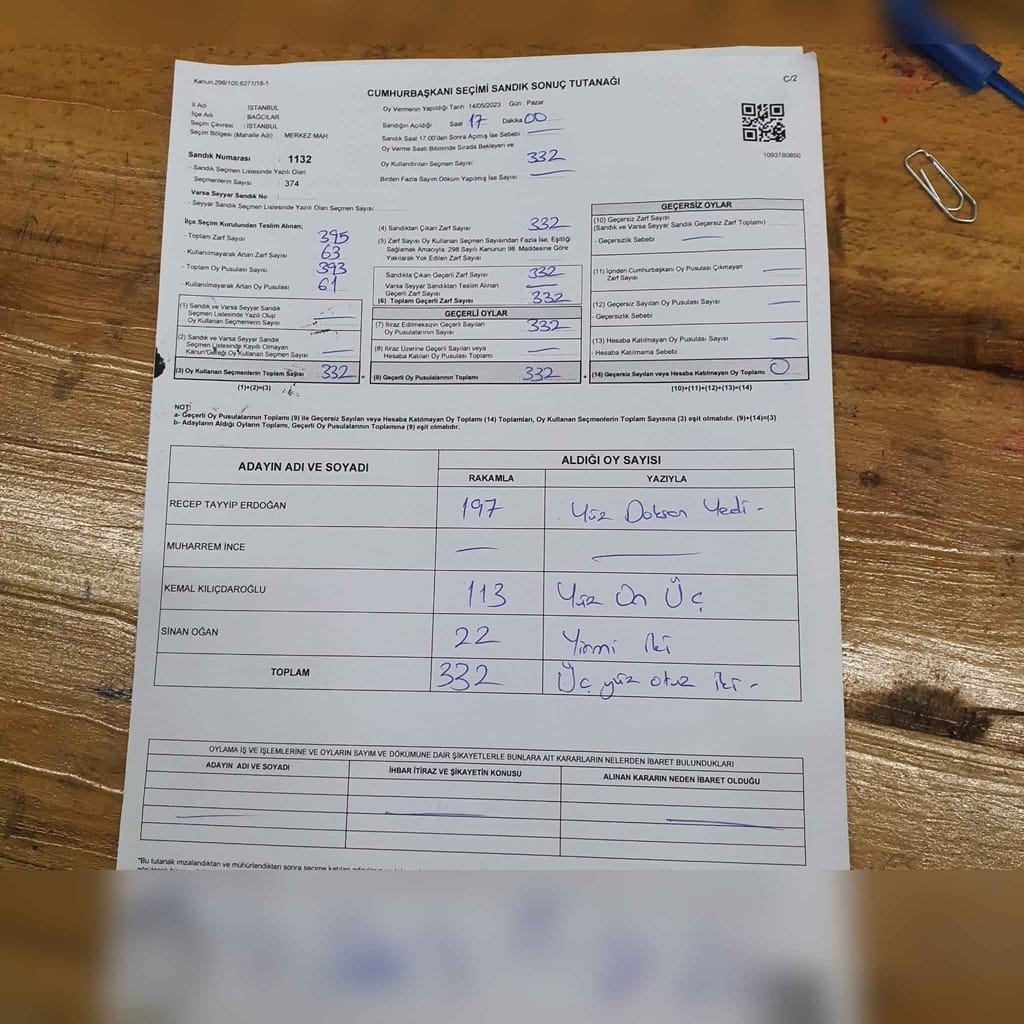 Kanun:298/105,6271/18-1
CUMHURBAŞKANI SEÇİMİ SANDIK SONUÇ TUTANAĞI
C/2
İl Adı : İSTANBUL
İlçe Adı : BAĞCILAR
Seçim Çevresi : İSTANBUL
Seçim Bölgesi (Mahalle Adı) MERKEZ MAH.
Sandık Numarası : 1132
- Sandık Seçmen Listesinde Yazılı Olan
Seçmenlerin Sayısı : 374
Varsa Seyyar Sandık No :
- Seyyar Sandık Seçmen Listesinde Yazılı Olan Seçmen Sayısı:
Oy Vermenin Yapıldığı Tarih 14/05/2023 Gün Pazar
Sandığın Açıldığı Saat 17 Dakika 00
Sandık Saat 17.00'den Sonra Açımış İse Sebebi
Oy Verme Saati Bitiminde Sırada Bekleyen ve
Oy Kullandırılan Seçmen Sayısı 332
Birden Fazla Sayım Döküm Yapılmış İse Sayısı
1093780850
İlçe Seçim Kurulundan Teslim Alınan;
- Toplam Zarf Sayısı 395
- Kullanılmayarak Artan Zarf Sayısı 63
- Toplam Oy Pusulası Sayısı 393
- Kullanılmayarak Artan Oy Pusulası 61
(1) Sandık ve Varsa Seyyar Sandık
Seçmen Listesinde Yazılı Olup
Oy Kullanan Seçmenlerin Sayısı
(2) Sandık ve Varsa Seyyar Sandık
Seçmen Listesinde Kaydı Olmayan
Kanun Gereği Oy Kullanan Seçmen Sayısı
(3) Oy Kullanan Seçmenlerin Toplam Sayısı 332
(1)+(2)=(3)
(4) Sandıktan Çıkan Zarf Sayısı 332
(5) Zarf Sayısı Oy Kullanan Seçmen Sayısından Fazla İse, Eşitliği
Sağlamak Amacıyla, 298 Sayılı Kanunun 98. Maddesine Göre
Yakılarak Yok Edilen Zarf Sayısı
Sandıkta Çıkan Geçerli Zarf Sayısı 332
Varsa Seyyar Sandıktan Teslim Alınan
Geçerli Zarf Sayısı
(6) Toplam Geçerli Zarf Sayısı 332
GEÇERLİ OYLAR
(7) İtiraz Edilmeksizin Geçerli Sayılan
Oy Pusulalarının Sayısı 332
(8) İtiraz Üzerine Geçerli Sayılan veya
Hesaba Katılan Oy Pusulası Toplamı
= (9) Geçerli Oy Pusulalarının Toplamı 332
GEÇERSİZ OYLAR
(10) Geçersiz Zarf Sayısı
(Sandık ve Varsa Seyyar Sandık Geçersiz Zarf Toplamı)
- Geçersizlik Sebebi
(11) İçinden Cumhurbaşkanı Oy Pusulası Çıkmayan
Zarf Sayısı
(12) Geçersiz Sayılan Oy Pusulası Sayısı
- Geçersizlik Sebebi
(13) Hesaba Katılmayan Oy Pusulası Sayısı
- Hesaba Katılmama Sebebi
+ (14) Geçersiz Sayılan veya Hesaba Katılmayan Oy Toplamı 0
(10)+(11)+(12)+(13)=(14)
NOT:
a- Geçerli Oy Pusulalarının Toplamı (9) ile Geçersiz Sayılan veya Hesaba Katılmayan Oy Toplamı (14) Toplamları, Oy Kullanan Seçmenlerin Toplam Sayısına (3) eşit olmalıdır. (9)+(14)=(3)
b- Adayların Aldığı Oyların Toplamı, Geçerli Oy Pusulalarının Toplamına (9) eşit olmalıdır.
ADAYIN ADI VE SOYADI ALDIĞI OY SAYISI
RAKAMLA YAZIYLA
RECEP TAYYİP ERDOĞAN 197 Yüz Doksan Yedi -
MUHARREM İNCE
KEMAL KILIÇDAROĞLU 113 Yüz On Üç
SİNAN OĞAN 22 Yirmi İki
TOPLAM 332 Üç yüz otuz iki -
OYLAMA İŞ VE İŞLEMLERİNE VE OYLARIN SAYIM VE DÖKÜMÜNE DAİR ŞİKAYETLERLE BUNLARA AİT KARARLARIN NELERDEN İBARET BULUNDUKLARI
ADAYIN ADI VE SOYADI İHBAR İTİRAZ VE ŞİKAYETİN KONUSU ALINAN KARARIN NEDEN İBARET OLDUĞU
"Bu tutanak imzalandıktan ve mühürlendikten sonra seçime katılan